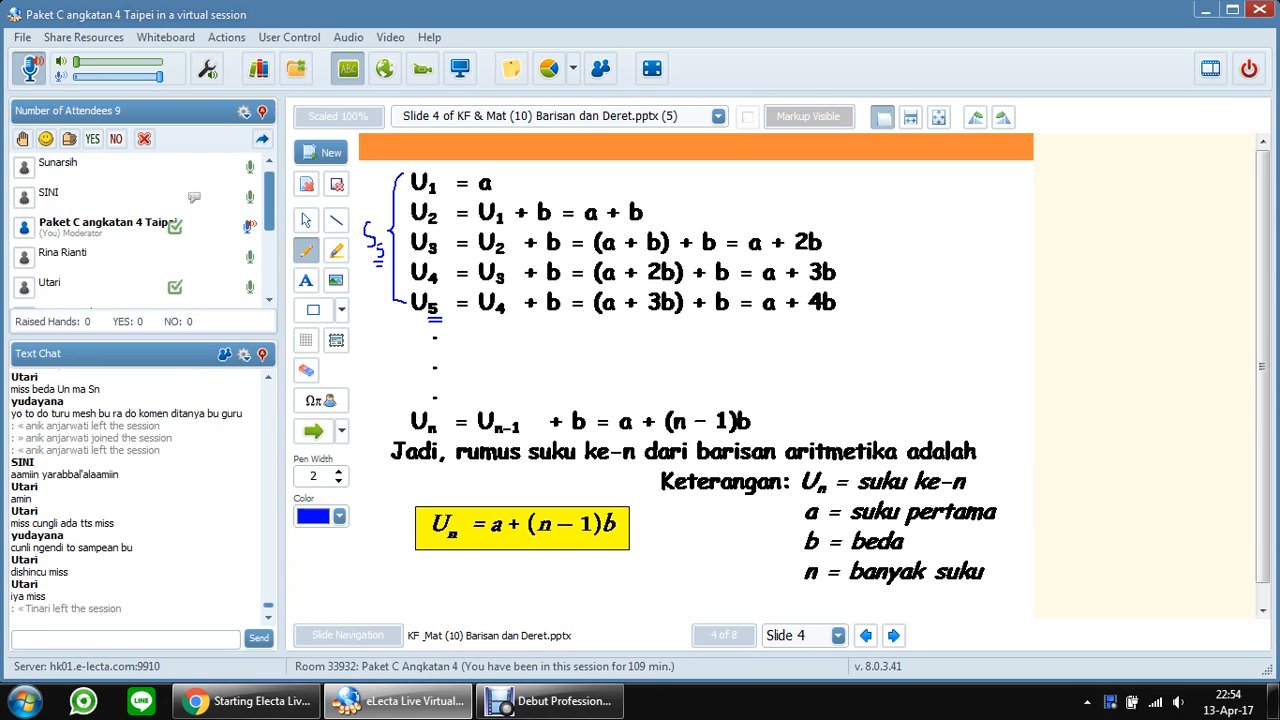 Paket C angkatan 4 Taipei in a virtual session
File Share Resources Whiteboard Actions User Control Audio Video Help
ABC
Number of Attendees 9
YES NO
Sunarsih
SINI
Paket C angkatan 4 Taipei
(You) Moderator
Rina Rianti
Utari
Raised Hands: 0 YES: 0 NO: 0
Text Chat
Utari
miss beda Un ma Sn
yudayana
yo to do turu mesh bu ra do komen ditanya bu guru
: « anik anjarwati left the session
: « anik anjarwati joined the session
: « anik anjarwati left the session
SINI
aamiin yarabbal'alaamiin
Utari
amin
Utari
miss cungli ada tts miss
yudayana
cunli ngendi to sampean bu
Utari
dishincu miss
Utari
iya miss
: « Tinari left the session
Send
Scaled 100% Slide 4 of KF & Mat (10) Barisan dan Deret.pptx (5) Markup Visible
New
A
Ωπ
Pen Width
2
Color
U1 = a
U2 = U1 + b = a + b
U3 = U2 + b = (a + b) + b = a + 2b
U4 = U3 + b = (a + 2b) + b = a + 3b
U5 = U4 + b = (a + 3b) + b = a + 4b
S5
.
.
.
Un = Un-1 + b = a + (n - 1)b
Jadi, rumus suku ke-n dari barisan aritmetika adalah
Keterangan: Un = suku ke-n
a = suku pertama
b = beda
n = banyak suku
Un = a + (n − 1)b
Slide Navigation KF _Mat (10) Barisan dan Deret.pptx 4 of 8 Slide 4
Server: hk01.e-lecta.com:9910 Room 33932: Paket C Angkatan 4 (You have been in this session for 109 min.) v. 8.0.3.41
LINE Starting Electa Liv... eLecta Live Virtual... Debut Profession... 22:54
13-Apr-17